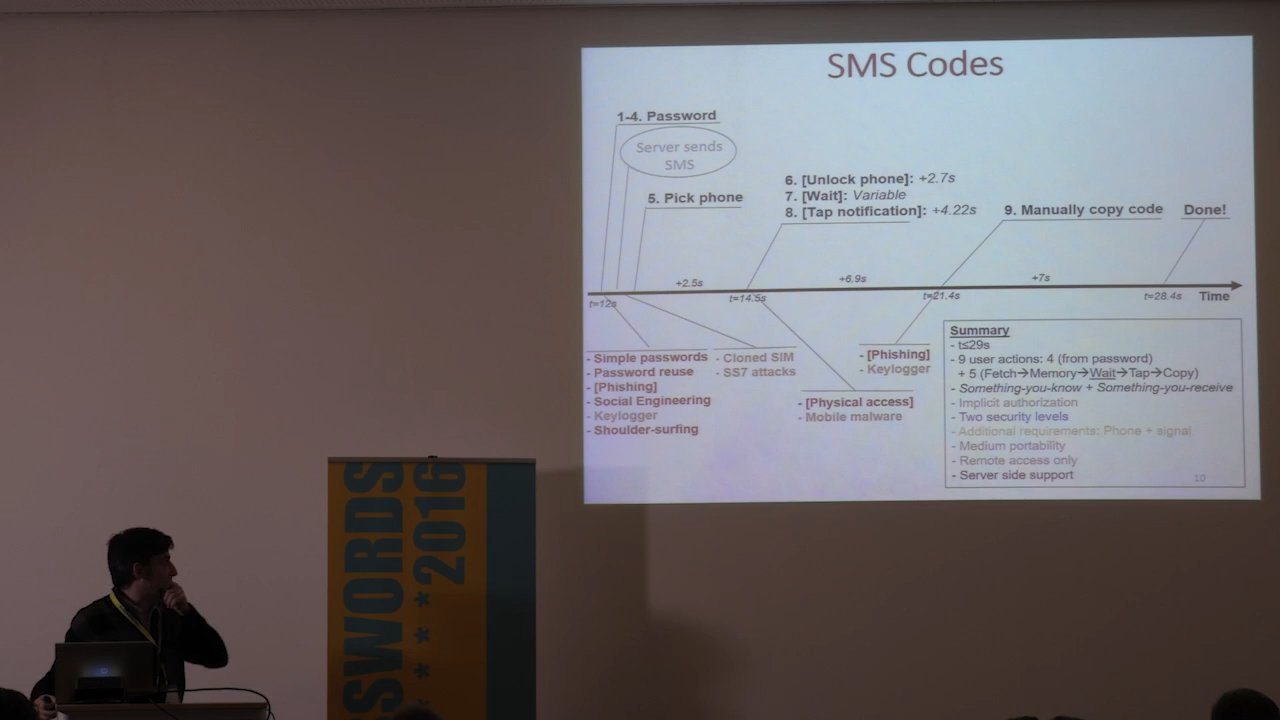 SMS Codes
1-4. Password
Server sends
SMS
5. Pick phone
6. [Unlock phone]: +2.7s
7. [Wait]: Variable
8. [Tap notification]: +4.22s
9. Manually copy code
Done!
+2.5s
+6.9s
+7s
t=12s
t=14.5s
t=21.4s
t=28.4s
Time
- Simple passwords
- Password reuse
- [Phishing]
- Social Engineering
- Keylogger
- Shoulder-surfing
- Cloned SIM
- SS7 attacks
- [Physical access]
- Mobile malware
- [Phishing]
- Keylogger
Summary
- t≤29s
- 9 user actions: 4 (from password)
+ 5 (Fetch→Memory→Wait→Tap→Copy)
- Something-you-know + Something-you-receive
- Implicit authorization
- Two security levels
- Additional requirements: Phone + signal
- Medium portability
- Remote access only
- Server side support
10
SSWORDS
2016
* * * *